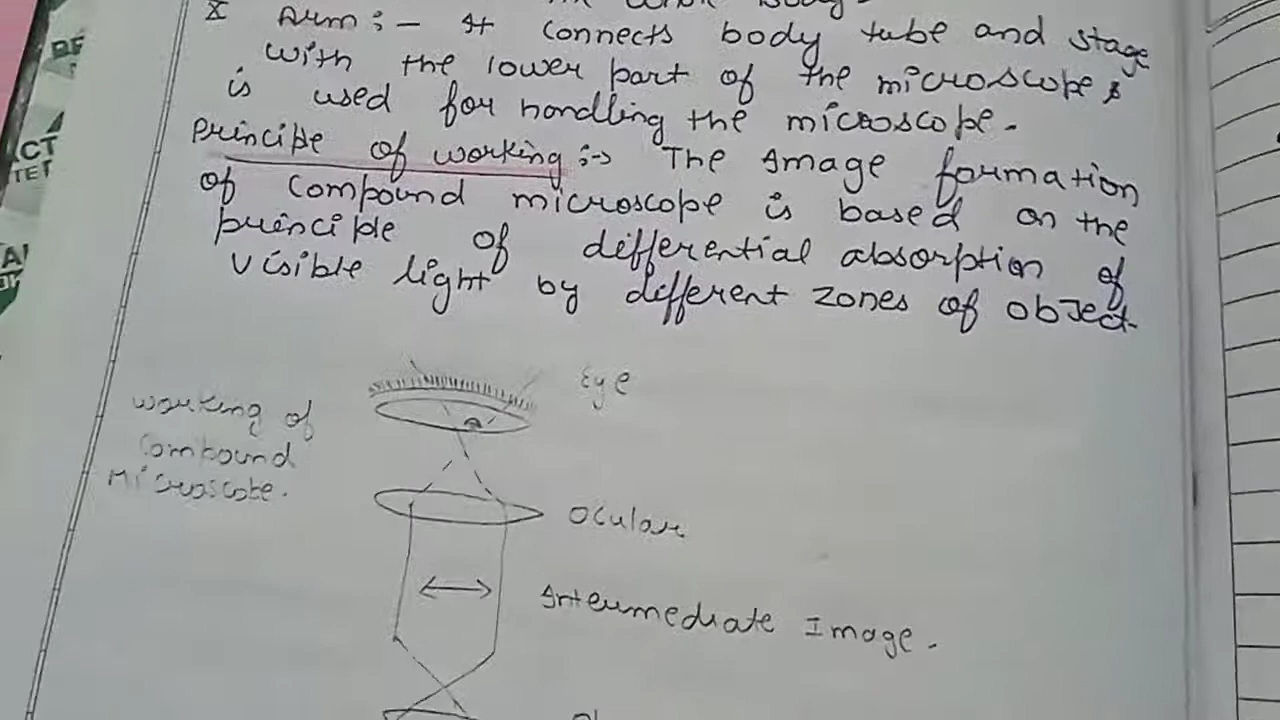 Arm :- It connects body tube and stage
with the lower part of the microscope &
is used for handling the microscope.
Principle of working :→ The Image formation
of compound microscope is based on the
principle of differential absorption of
visible light by different zones of object.
Eye
working of
compound
Microscope.
Ocular
Intermediate Image.